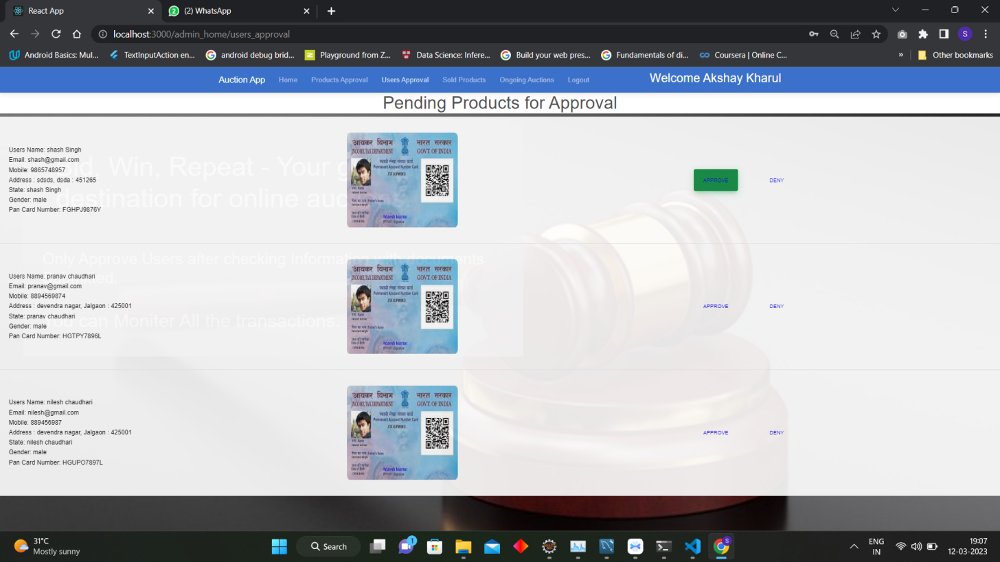 React App
(2) WhatsApp
localhost:3000/admin_home/users_approval
S
Android Basics: Mul...
TextInputAction en...
android debug brid...
Playground from Z...
Data Science: Infere...
Build your web pres...
Fundamentals of di...
Coursera | Online C...
»
Other bookmarks
Auction App
Home
Products Approval
Users Approval
Sold Products
Ongoing Auctions
Logout
Welcome Akshay Kharul
Pending Products for Approval
Bid, Win, Repeat - Your g
destination for online auctions.
Only Approve Users after checking Information with documents
You can Moniter All the transactions.
Users Name: shash Singh
Email: shash@gmail.com
Mobile: 9865748957
Address : sdsds, dsda : 451265
State: shash Singh
Gender: male
Pan Card Number: FGHPJ9876Y
आयकर विभाग भारत सरकार
INCOME TAX DEPARTMENT GOVT. OF INDIA
स्थायी लेखा संख्या कार्ड
Permanent Account Number Card
Adarsh kumar
APPROVE
DENY
Users Name: pranav chaudhari
Email: pranav@gmail.com
Mobile: 8894569874
Address : devendra nagar, Jalgaon : 425001
State: pranav chaudhari
Gender: male
Pan Card Number: HGTPY7896L
आयकर विभाग भारत सरकार
INCOME TAX DEPARTMENT GOVT. OF INDIA
स्थायी लेखा संख्या कार्ड
Permanent Account Number Card
Adarsh kumar
APPROVE
DENY
Users Name: nilesh chaudhari
Email: nilesh@gmail.com
Mobile: 889456987
Address : devendra nagar, Jalgaon : 425001
State: nilesh chaudhari
Gender: male
Pan Card Number: HGUPO7897L
आयकर विभाग भारत सरकार
INCOME TAX DEPARTMENT GOVT. OF INDIA
स्थायी लेखा संख्या कार्ड
Permanent Account Number Card
Adarsh kumar
APPROVE
DENY
31°C
Mostly sunny
Search
1
S
ENG
IN
19:07
12-03-2023